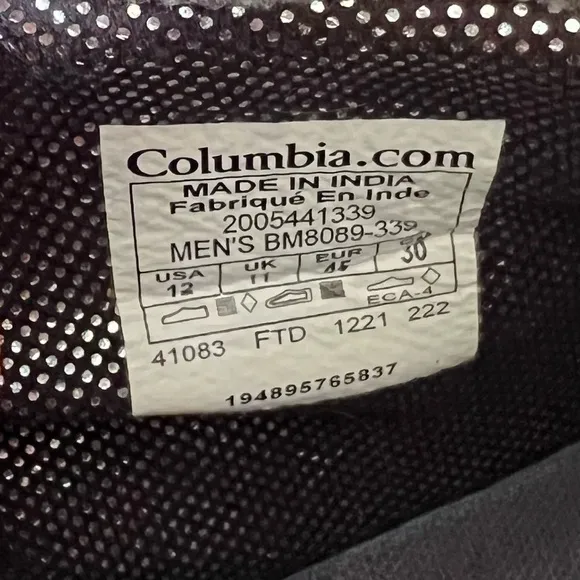 Columbia.com
MADE IN INDIA
Fabriqué En Inde
2005441339
MEN'S BM8089-339
USA UK EUR
12 11 45 30
ECA-4
41083 FTD 1221 222
194895765837